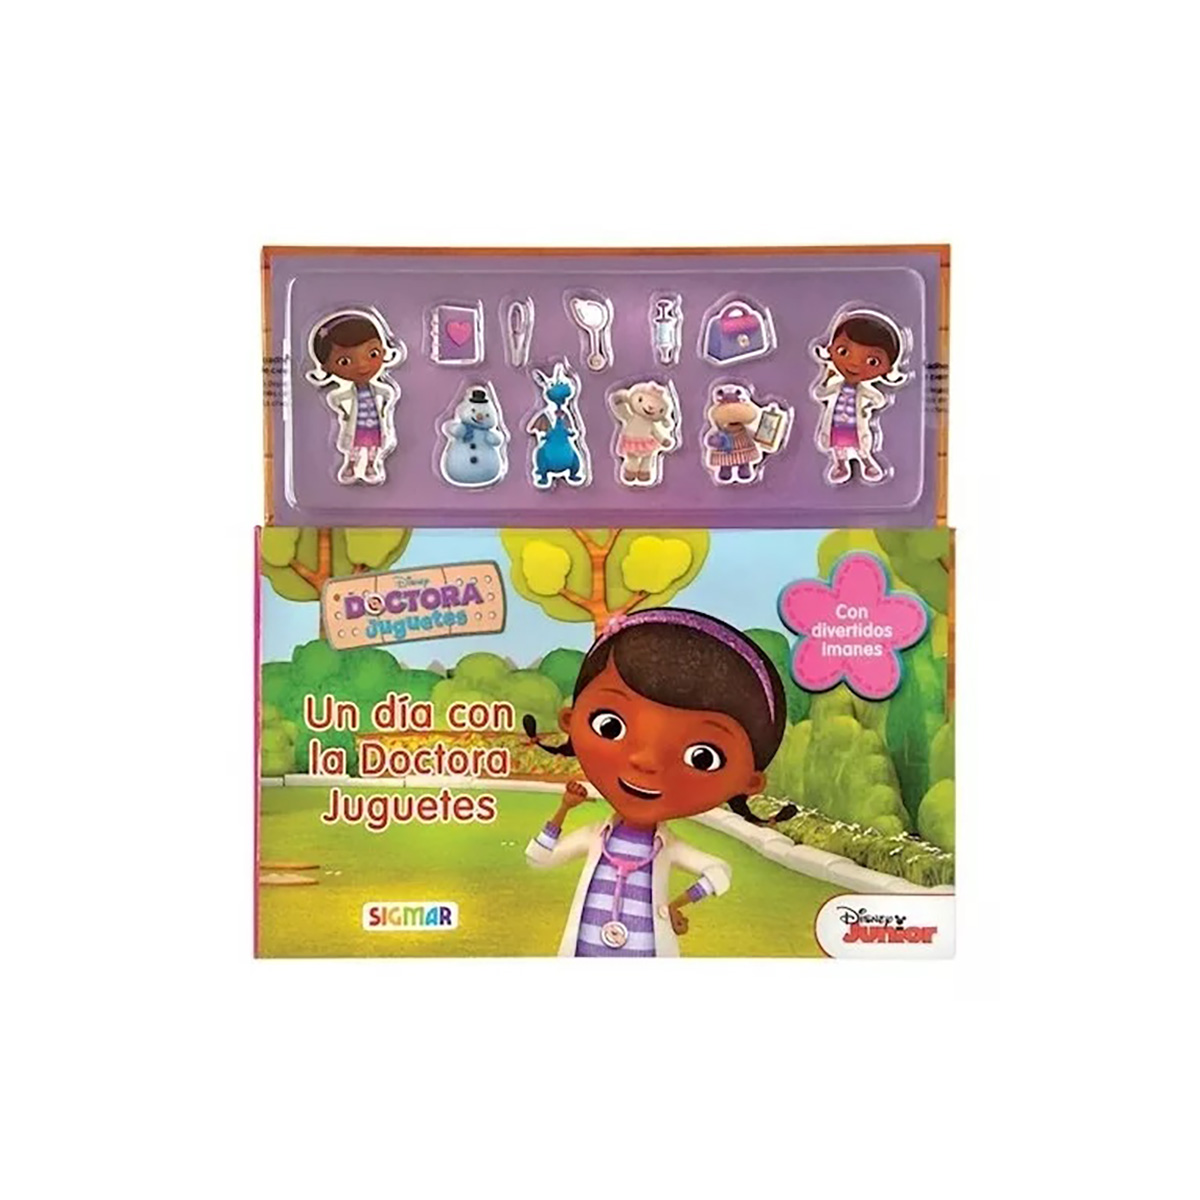 Disney
DOCTORA
Juguetes
Con
divertidos
imanes
Un día con
la Doctora
Juguetes
SIGMAR
Disney
Junior